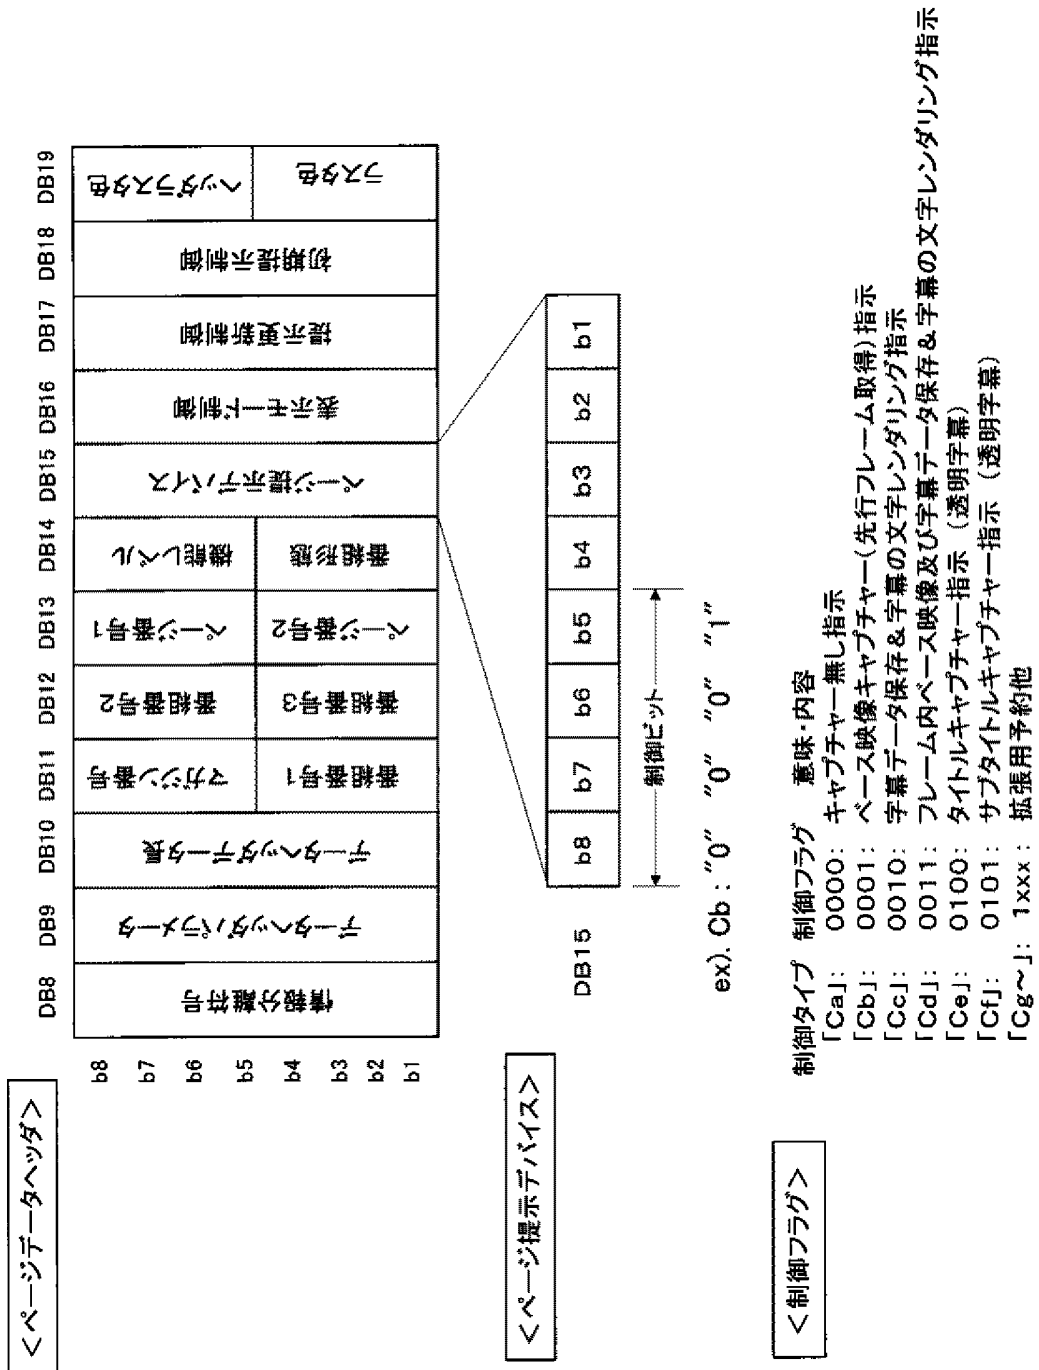 <ページデータヘッダ>
DB8 DB9 DB10 DB11 DB12 DB13 DB14 DB15 DB16 DB17 DB18 DB19
b8
b7
b6
b5
b4
b3
b2
b1
情報分離符号
データヘッダパラメータ
データヘッダデータ長
マガジン番号
番組番号1
番組番号2
番組番号3
ページ番号1
ページ番号2
機能レベル
番組形態
ページ提示デバイス
表示モード制御
提示更新制御
初期提示制御
ヘッダラスタ色
ラスタ色
<ページ提示デバイス>
DB15 b8 b7 b6 b5 b4 b3 b2 b1
制御ビット
ex). Cb : "0" "0" "0" "1"
<制御フラグ>
制御タイプ 制御フラグ 意味・内容
「Ca」: 0000: キャプチャー無し指示
「Cb」: 0001: ベース映像キャプチャー(先行フレーム取得)指示
「Cc」: 0010: 字幕データ保存&字幕の文字レンダリング指示
「Cd」: 0011: フレーム内ベース映像及び字幕データ保存&字幕の文字レンダリング指示
「Ce」: 0100: タイトルキャプチャー指示 (透明字幕)
「Cf」: 0101: サブタイトルキャプチャー指示 (透明字幕)
「Cg~」: 1xxx : 拡張用予約他